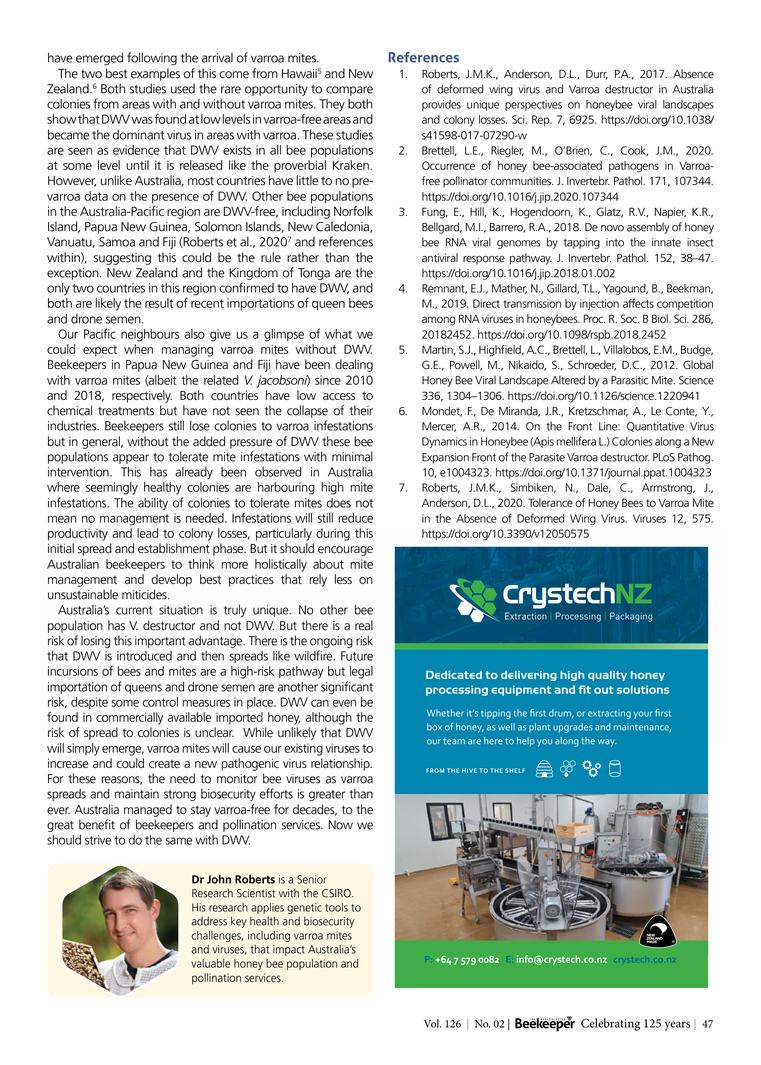 have emerged following the arrival of varroa mites.
The two best examples of this come from Hawaii5 and New
Zealand.6 Both studies used the rare opportunity to compare
colonies from areas with and without varroa mites. They both
show that DWV was found at low levels in varroa-free areas and
became the dominant virus in areas with varroa. These studies
are seen as evidence that DWV exists in all bee populations
at some level until it is released like the proverbial Kraken.
However, unlike Australia, most countries have little to no pre-
varroa data on the presence of DWV. Other bee populations
in the Australia-Pacific region are DWV-free, including Norfolk
Island, Papua New Guinea, Solomon Islands, New Caledonia,
Vanuatu, Samoa and Fiji (Roberts et al., 20207 and references
within), suggesting this could be the rule rather than the
exception. New Zealand and the Kingdom of Tonga are the
only two countries in this region confirmed to have DWV, and
both are likely the result of recent importations of queen bees
and drone semen.
Our Pacific neighbours also give us a glimpse of what we
could expect when managing varroa mites without DWV.
Beekeepers in Papua New Guinea and Fiji have been dealing
with varroa mites (albeit the related V. jacobsoni) since 2010
and 2018, respectively. Both countries have low access to
chemical treatments but have not seen the collapse of their
industries. Beekeepers still lose colonies to varroa infestations
but in general, without the added pressure of DWV these bee
populations appear to tolerate mite infestations with minimal
intervention. This has already been observed in Australia
where seemingly healthy colonies are harbouring high mite
infestations. The ability of colonies to tolerate mites does not
mean no management is needed. Infestations will still reduce
productivity and lead to colony losses, particularly during this
initial spread and establishment phase. But it should encourage
Australian beekeepers to think more holistically about mite
management and develop best practices that rely less on
unsustainable miticides.
Australia's current situation is truly unique. No other bee
population has V. destructor and not DWV. But there is a real
risk of losing this important advantage. There is the ongoing risk
that DWV is introduced and then spreads like wildfire. Future
incursions of bees and mites are a high-risk pathway but legal
importation of queens and drone semen are another significant
risk, despite some control measures in place. DWV can even be
found in commercially available imported honey, although the
risk of spread to colonies is unclear. While unlikely that DWV
will simply emerge, varroa mites will cause our existing viruses to
increase and could create a new pathogenic virus relationship.
For these reasons, the need to monitor bee viruses as varroa
spreads and maintain strong biosecurity efforts is greater than
ever. Australia managed to stay varroa-free for decades, to the
great benefit of beekeepers and pollination services. Now we
should strive to do the same with DWV.
Dr John Roberts is a Senior
Research Scientist with the CSIRO.
His research applies genetic tools to
address key health and biosecurity
challenges, including varroa mites
and viruses, that impact Australia's
valuable honey bee population and
pollination services.
References
1. Roberts, J.M.K., Anderson, D.L., Durr, P.A., 2017. Absence
of deformed wing virus and Varroa destructor in Australia
provides unique perspectives on honeybee viral landscapes
and colony losses. Sci. Rep. 7, 6925. https://doi.org/10.1038/
s41598-017-07290-w
2. Brettell, L.E., Riegler, M., O'Brien, C., Cook, J.M., 2020.
Occurrence of honey bee-associated pathogens in Varroa-
free pollinator communities. J. Invertebr. Pathol. 171, 107344.
https://doi.org/10.1016/j.jip.2020.107344
3. Fung, E., Hill, K., Hogendoorn, K., Glatz, R.V., Napier, K.R.,
Bellgard, M.I., Barrero, R.A., 2018. De novo assembly of honey
bee RNA viral genomes by tapping into the innate insect
antiviral response pathway. J. Invertebr. Pathol. 152, 38–47.
https://doi.org/10.1016/j.jip.2018.01.002
4. Remnant, E.J., Mather, N., Gillard, T.L., Yagound, B., Beekman,
M., 2019. Direct transmission by injection affects competition
among RNA viruses in honeybees. Proc. R. Soc. B Biol. Sci. 286,
20182452. https://doi.org/10.1098/rspb.2018.2452
5. Martin, S.J., Highfield, A.C., Brettell, L., Villalobos, E.M., Budge,
G.E., Powell, M., Nikaido, S., Schroeder, D.C., 2012. Global
Honey Bee Viral Landscape Altered by a Parasitic Mite. Science
336, 1304–1306. https://doi.org/10.1126/science.1220941
6. Mondet, F., De Miranda, J.R., Kretzschmar, A., Le Conte, Y.,
Mercer, A.R., 2014. On the Front Line: Quantitative Virus
Dynamics in Honeybee (Apis mellifera L.) Colonies along a New
Expansion Front of the Parasite Varroa destructor. PLoS Pathog.
10, e1004323. https://doi.org/10.1371/journal.ppat.1004323
7. Roberts, J.M.K., Simbiken, N., Dale, C., Armstrong, J.,
Anderson, D.L., 2020. Tolerance of Honey Bees to Varroa Mite
in the Absence of Deformed Wing Virus. Viruses 12, 575.
https://doi.org/10.3390/v12050575
CrystechNZ
Extraction | Processing | Packaging
Dedicated to delivering high quality honey
processing equipment and fit out solutions
Whether it's tipping the first drum, or extracting your first
box of honey, as well as plant upgrades and maintenance,
our team are here to help you along the way.
FROM THE HIVE TO THE SHELF
NEW
ZEALAND
MADE
P: +64 7 579 0082 E: info@crystech.co.nz crystech.co.nz
Vol. 126 | No. 02 | Beekeeper Celebrating 125 years | 47